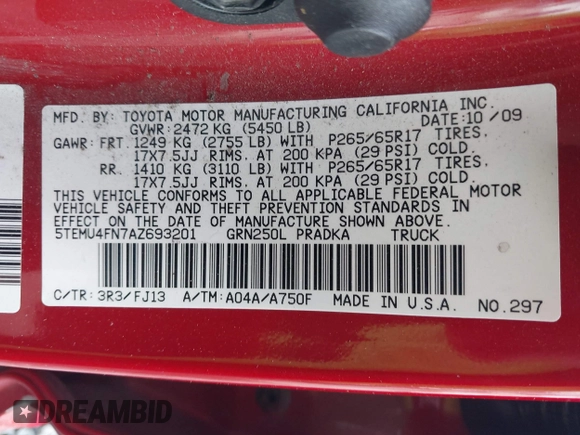 MFD. BY: TOYOTA MOTOR MANUFACTURING CALIFORNIA INC.
GVWR: 2472 KG (5450 LB) DATE: 10 / 09
GAWR: FRT. 1249 KG (2755 LB) WITH P265/65R17 TIRES.
17X7.5JJ RIMS. AT 200 KPA (29 PSI) COLD.
RR. 1410 KG (3110 LB) WITH P265/65R17 TIRES.
17X7.5JJ RIMS. AT 200 KPA (29 PSI) COLD.
THIS VEHICLE CONFORMS TO ALL APPLICABLE FEDERAL MOTOR
VEHICLE SAFETY AND THEFT PREVENTION STANDARDS IN
EFFECT ON THE DATE OF MANUFACTURE SHOWN ABOVE.
5TEMU4FN7AZ693201 GRN250L PRADKA TRUCK
C/TR: 3R3/FJ13 A/TM: A04A/A750F MADE IN U.S.A. NO. 297
DREAMBID